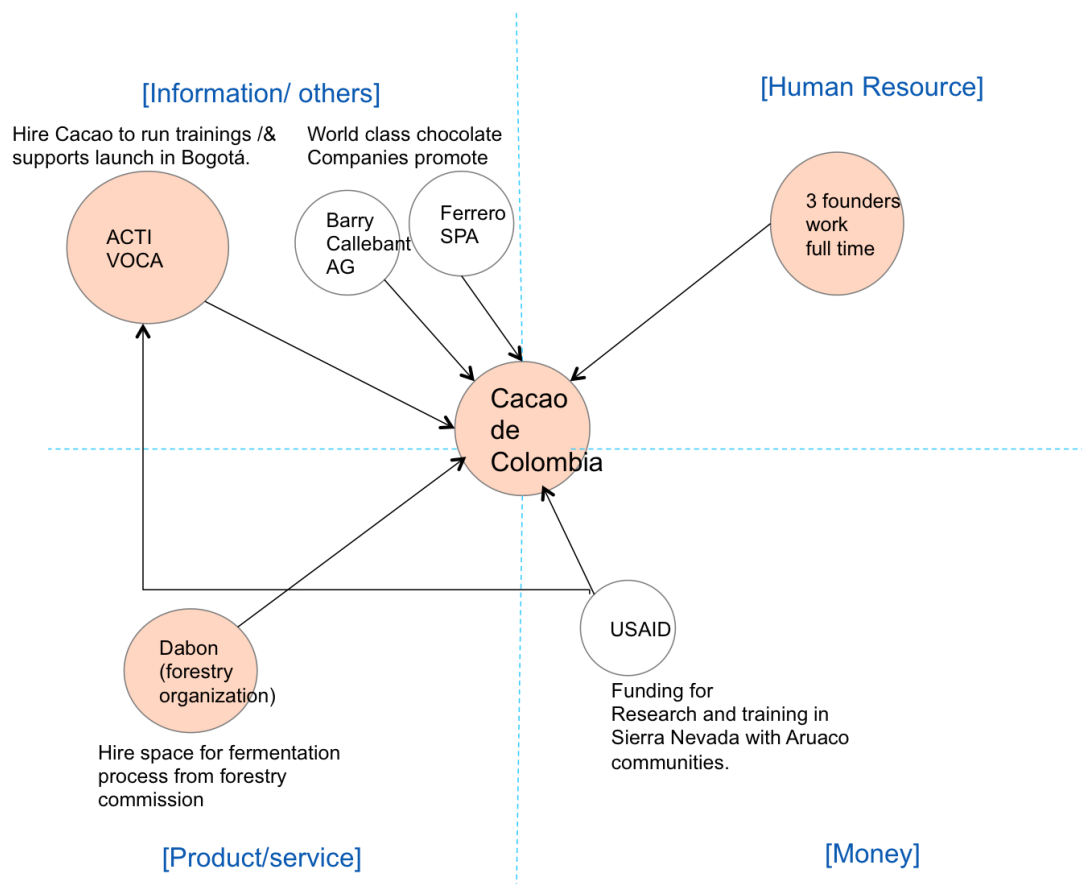 [Information/ others]
[Human Resource]
Hire Cacao to run trainings /&
supports launch in Bogotá.
World class chocolate
Companies promote
ACTI
VOCA
Barry
Callebant
AG
Ferrero
SPA
3 founders
work
full time
Cacao
de
Colombia
Dabon
(forestry
organization)
Hire space for fermentation
process from forestry
commission
USAID
Funding for
Research and training in
Sierra Nevada with Aruaco
communities.
[Product/service]
[Money]